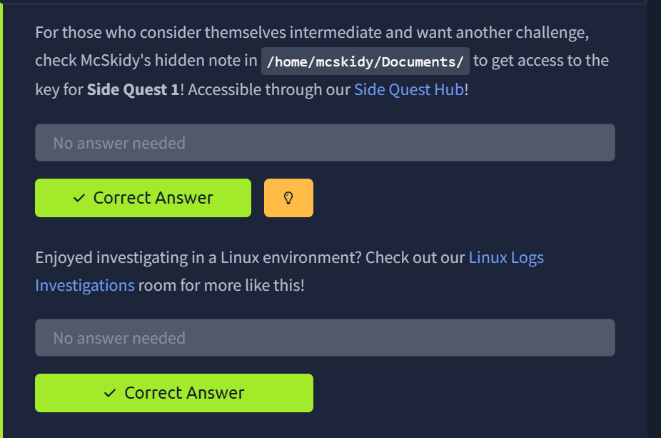 For those who consider themselves intermediate and want another challenge,
check McSkidy's hidden note in /home/mcskidy/Documents/ to get access to the
key for Side Quest 1! Accessible through our Side Quest Hub!
No answer needed
✓ Correct Answer
Enjoyed investigating in a Linux environment? Check out our Linux Logs
Investigations room for more like this!
No answer needed
✓ Correct Answer